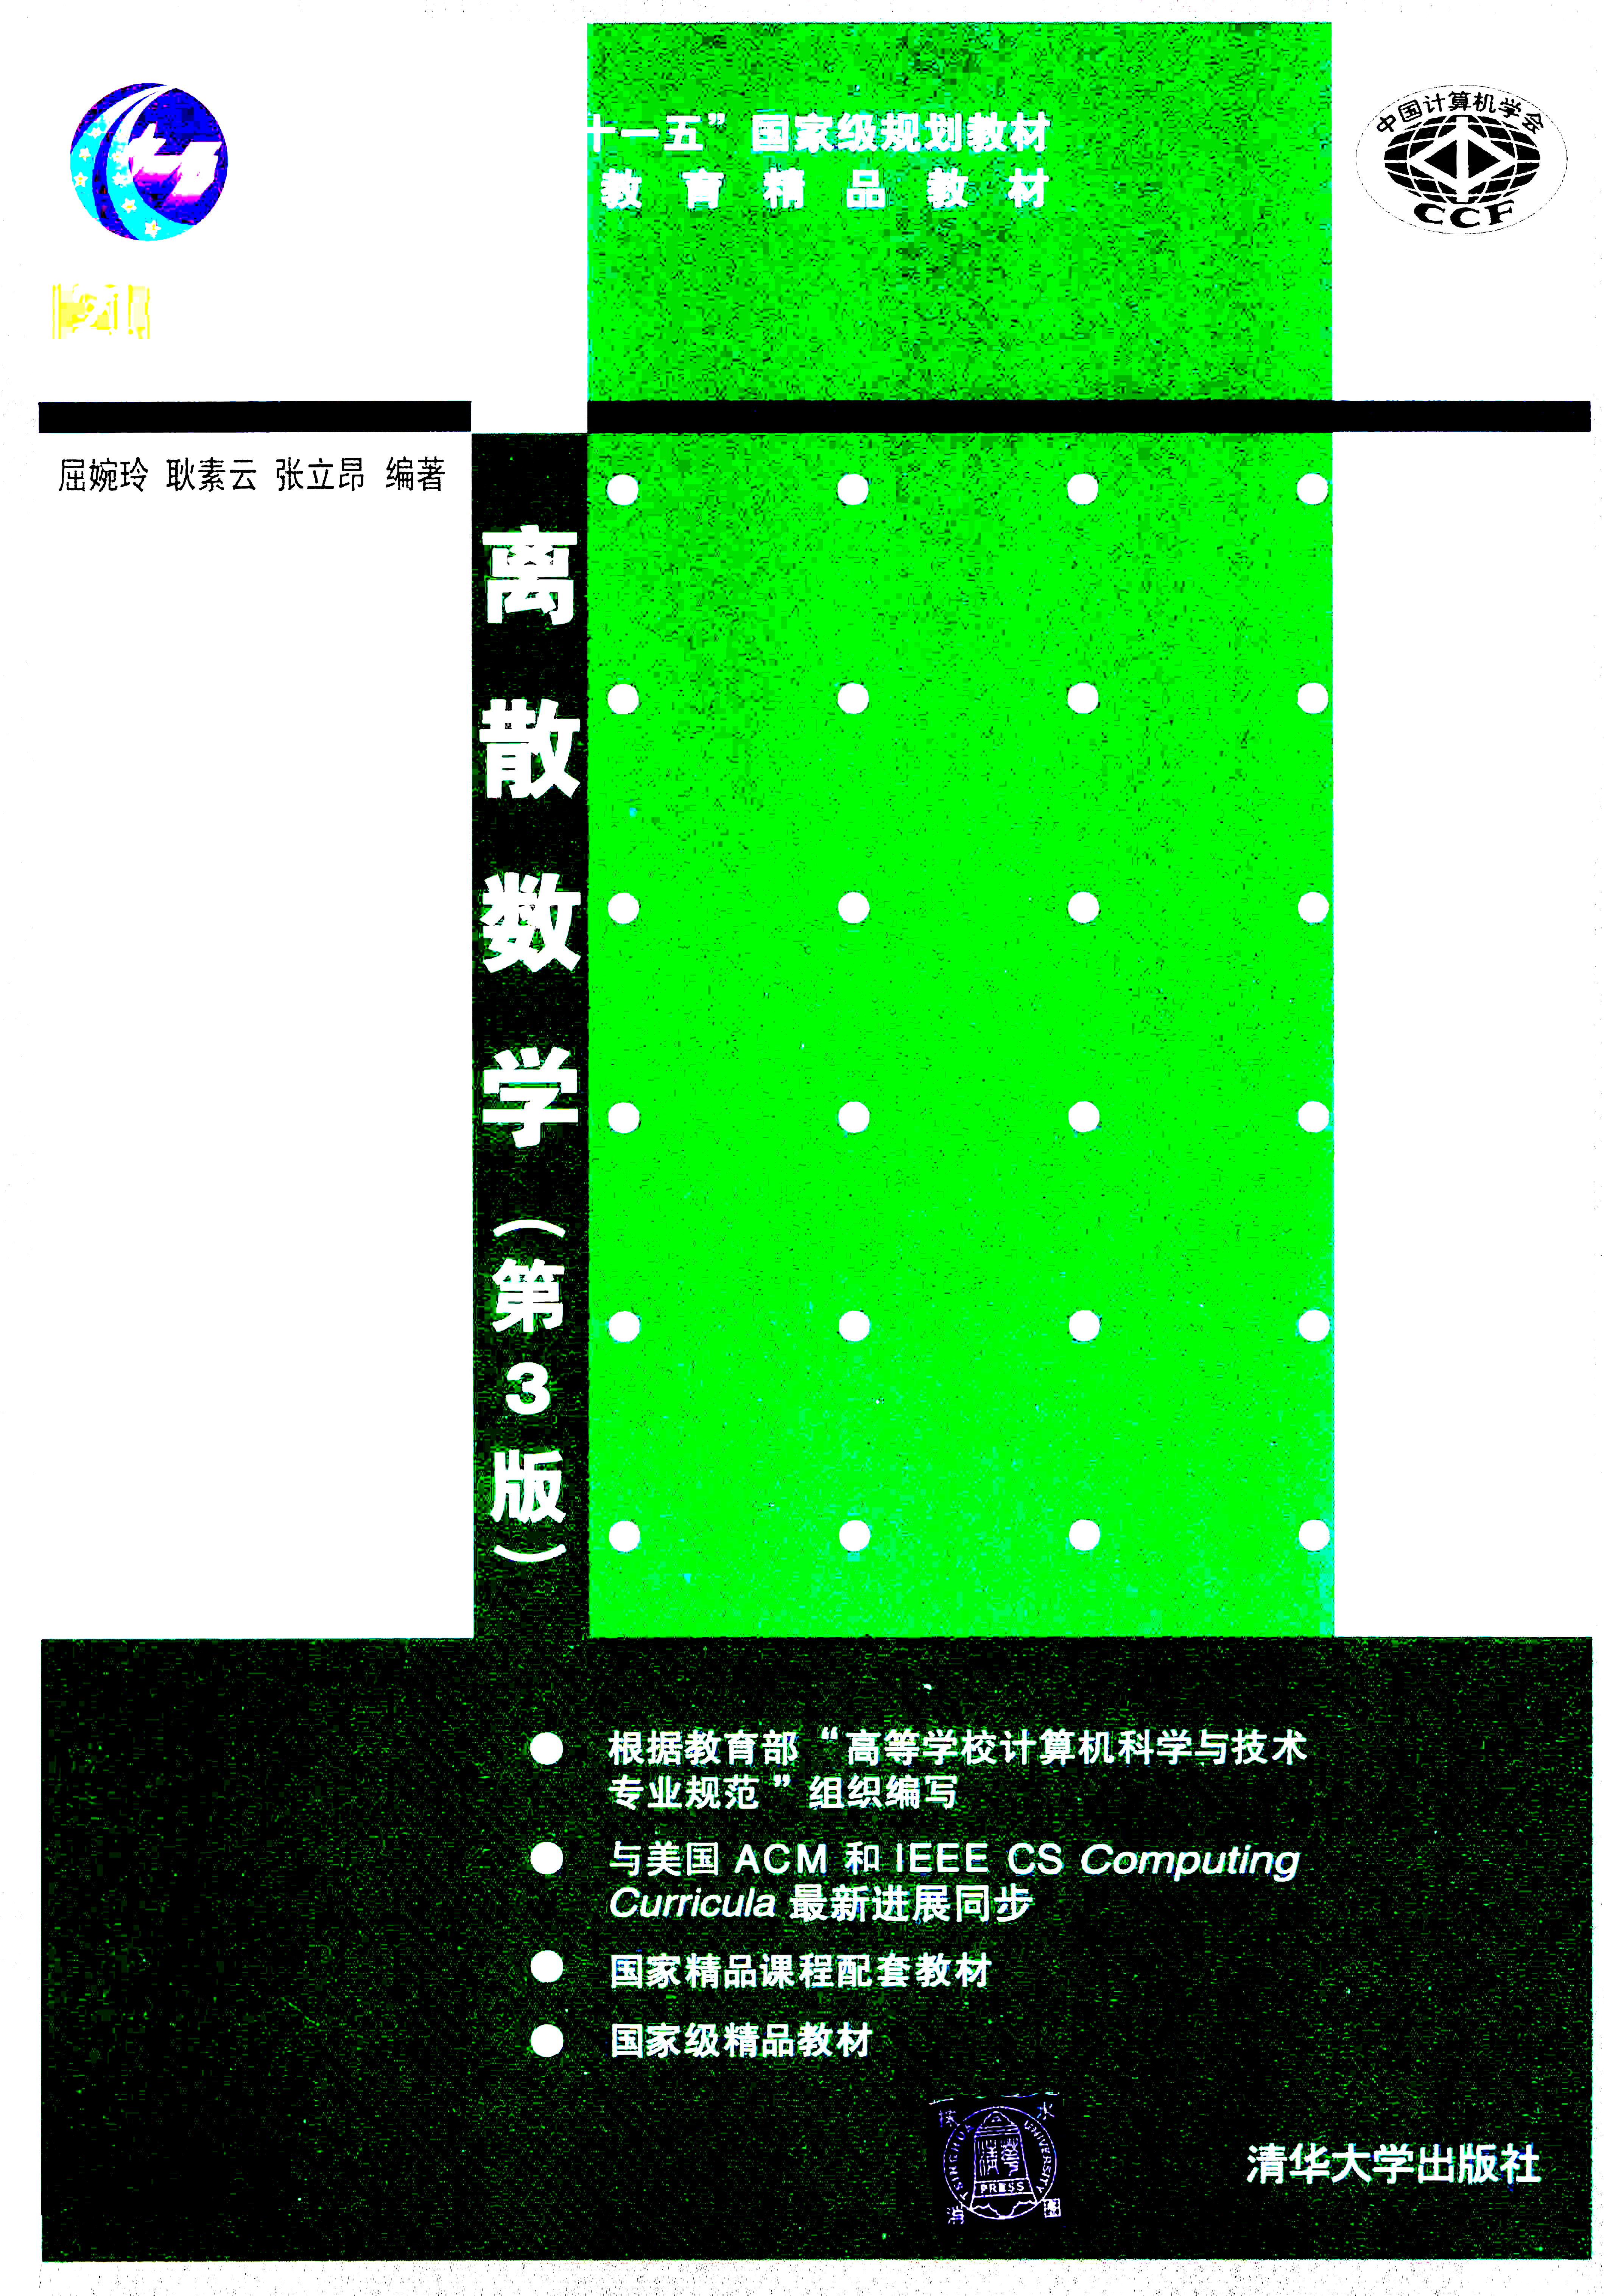 十一五”国家级规划教材
教育精品教材
中国计算机学会
CCF
屈婉玲 耿素云 张立昂 编著
离散数学(第3版)
根据教育部“高等学校计算机科学与技术
专业规范”组织编写
与美国 ACM 和 IEEE CS Computing
Curricula 最新进展同步
国家精品课程配套教材
国家级精品教材
TSINGHUA UNIVERSITY
PRESS
清华大学出版社